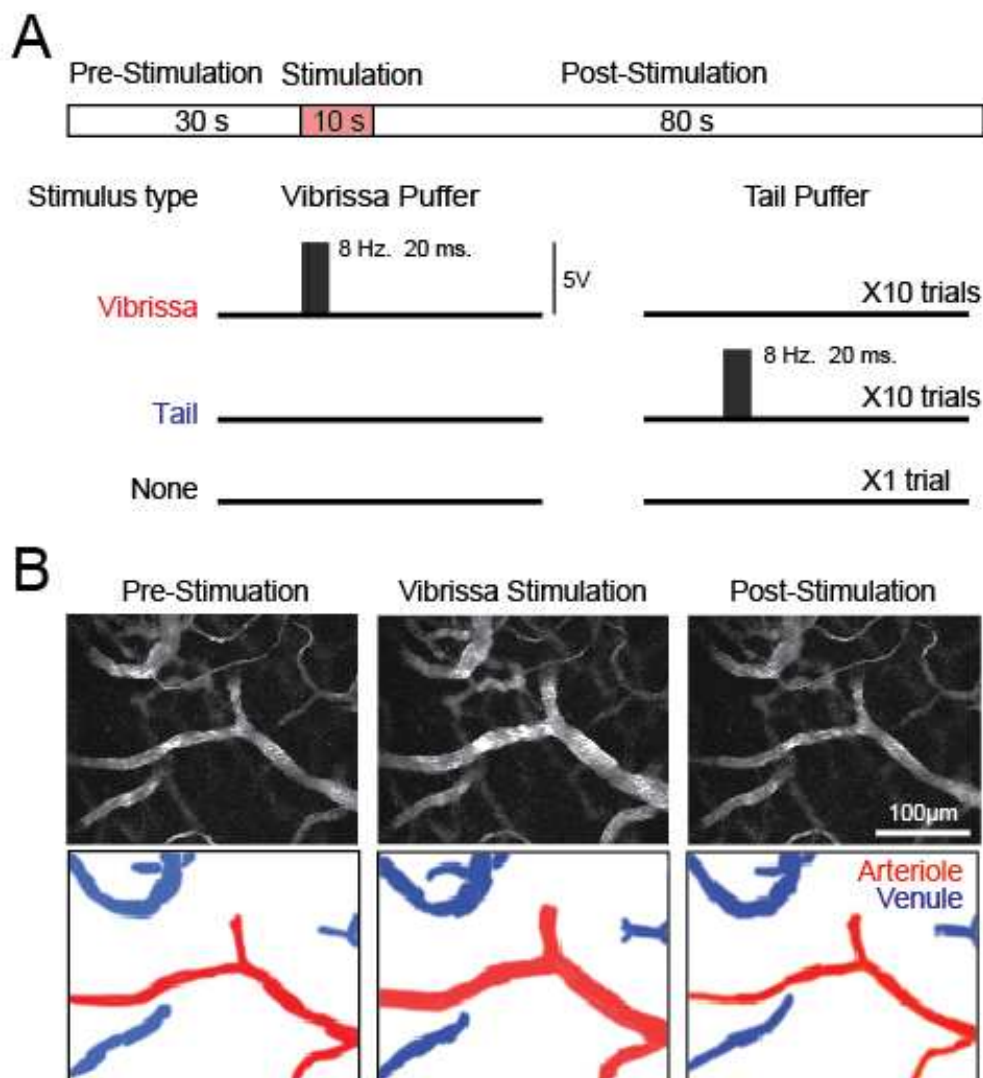 A
Pre-Stimulation Stimulation Post-Stimulation
30 s 10 s 80 s
Stimulus type Vibrissa Puffer Tail Puffer
8 Hz. 20 ms.
5V
Vibrissa X10 trials
8 Hz. 20 ms.
Tail X10 trials
None X1 trial
B
Pre-Stimuation Vibrissa Stimulation Post-Stimulation
100µm
Arteriole
Venule